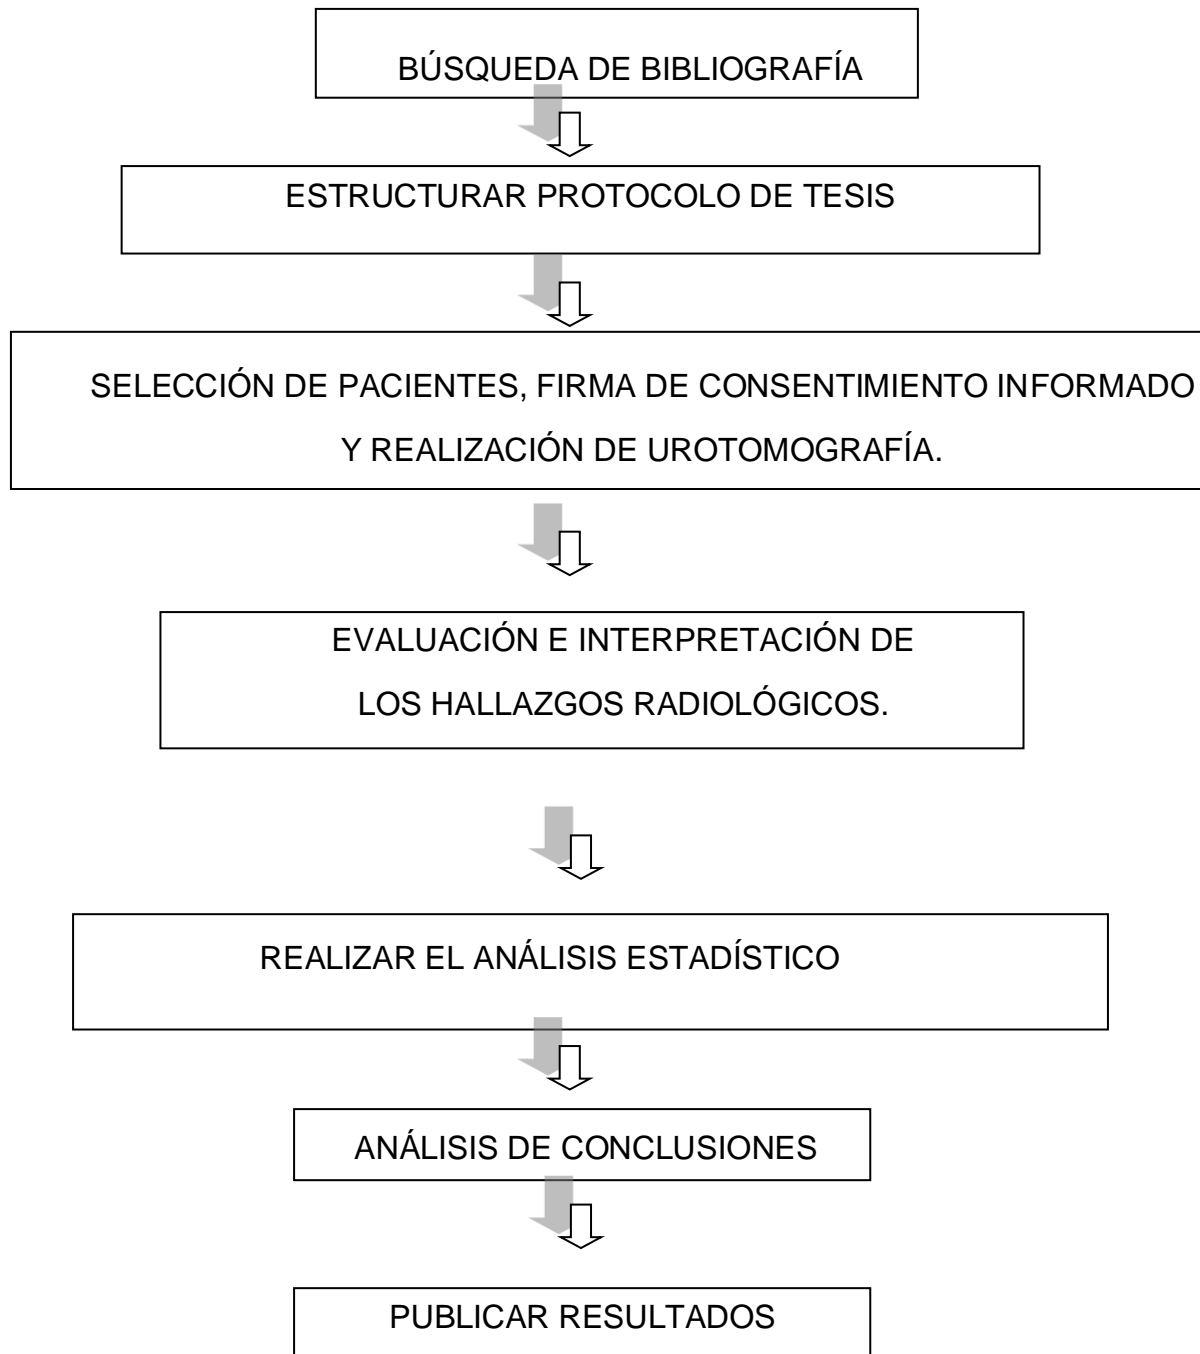 BÚSQUEDA DE BIBLIOGRAFÍA
ESTRUCTURAR PROTOCOLO DE TESIS
SELECCIÓN DE PACIENTES, FIRMA DE CONSENTIMIENTO INFORMADO
Y REALIZACIÓN DE UROTOMOGRAFÍA.
EVALUACIÓN E INTERPRETACIÓN DE
LOS HALLAZGOS RADIOLÓGICOS.
REALIZAR EL ANÁLISIS ESTADÍSTICO
ANÁLISIS DE CONCLUSIONES
PUBLICAR RESULTADOS